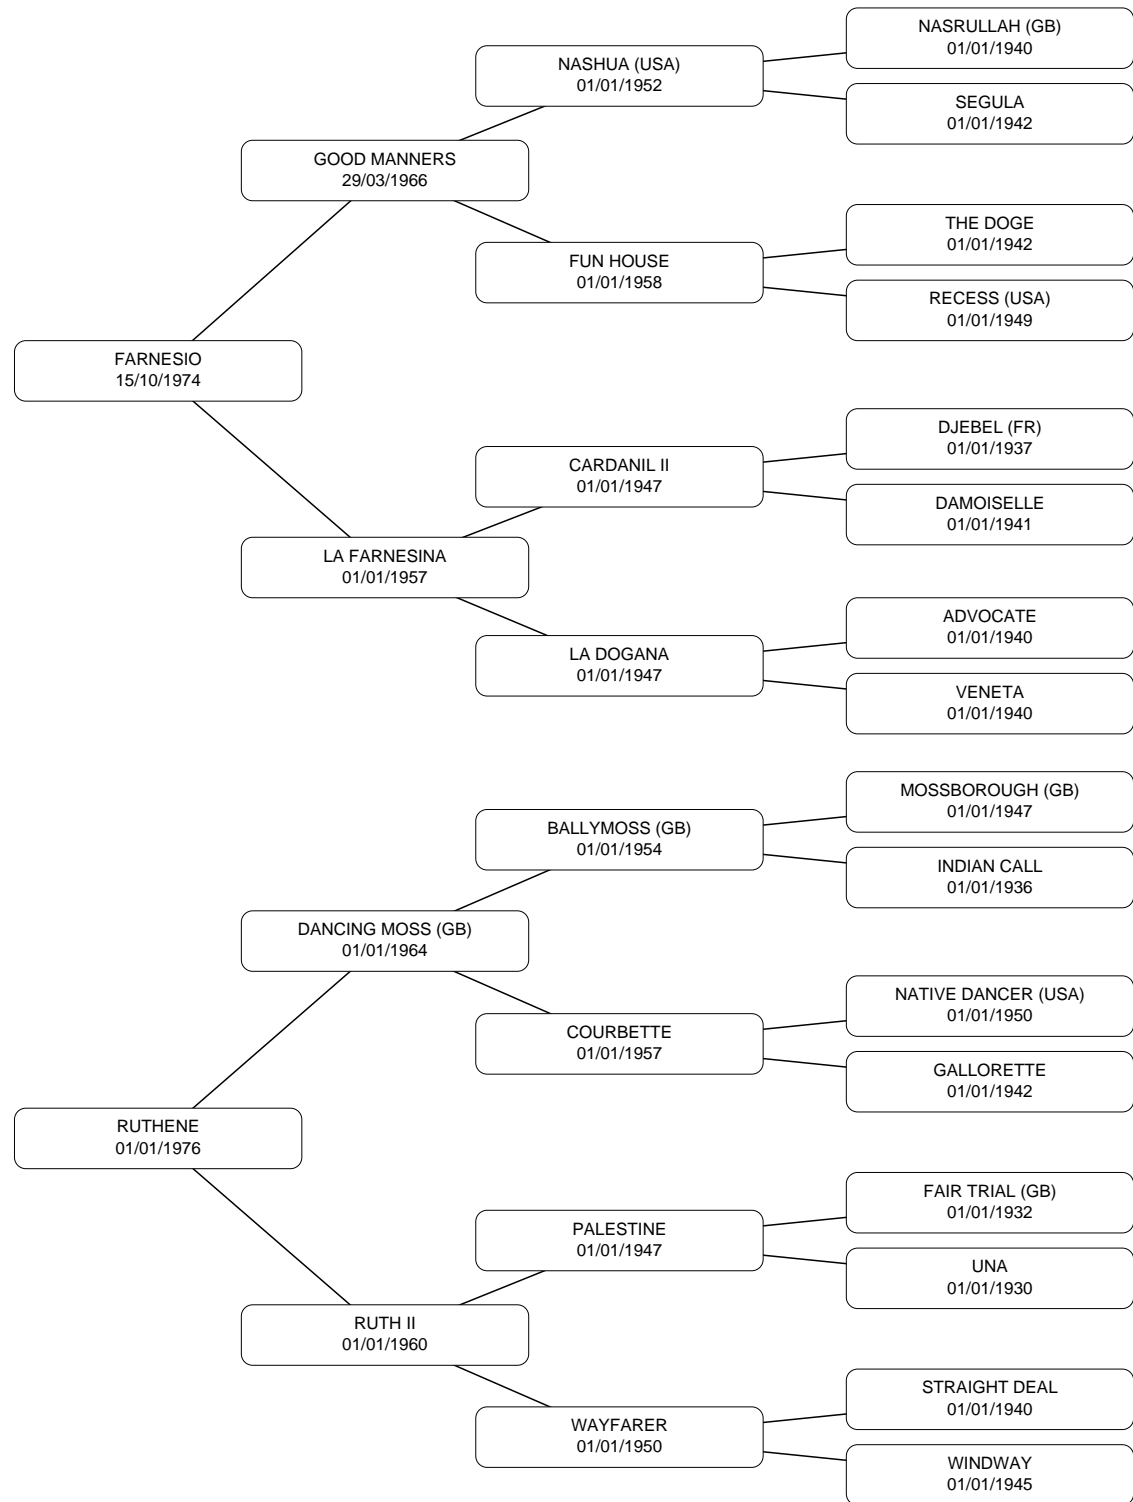 NASRULLAH (GB)
01/01/1940
NASHUA (USA)
01/01/1952
SEGULA
01/01/1942
GOOD MANNERS
29/03/1966
THE DOGE
01/01/1942
FUN HOUSE
01/01/1958
RECESS (USA)
01/01/1949
FARNESIO
15/10/1974
DJEBEL (FR)
01/01/1937
CARDANIL II
01/01/1947
DAMOISELLE
01/01/1941
LA FARNESINA
01/01/1957
ADVOCATE
01/01/1940
LA DOGANA
01/01/1947
VENETA
01/01/1940
MOSSBOROUGH (GB)
01/01/1947
BALLYMOSS (GB)
01/01/1954
INDIAN CALL
01/01/1936
DANCING MOSS (GB)
01/01/1964
NATIVE DANCER (USA)
01/01/1950
COURBETTE
01/01/1957
GALLORETTE
01/01/1942
RUTHENE
01/01/1976
FAIR TRIAL (GB)
01/01/1932
PALESTINE
01/01/1947
UNA
01/01/1930
RUTH II
01/01/1960
STRAIGHT DEAL
01/01/1940
WAYFARER
01/01/1950
WINDWAY
01/01/1945